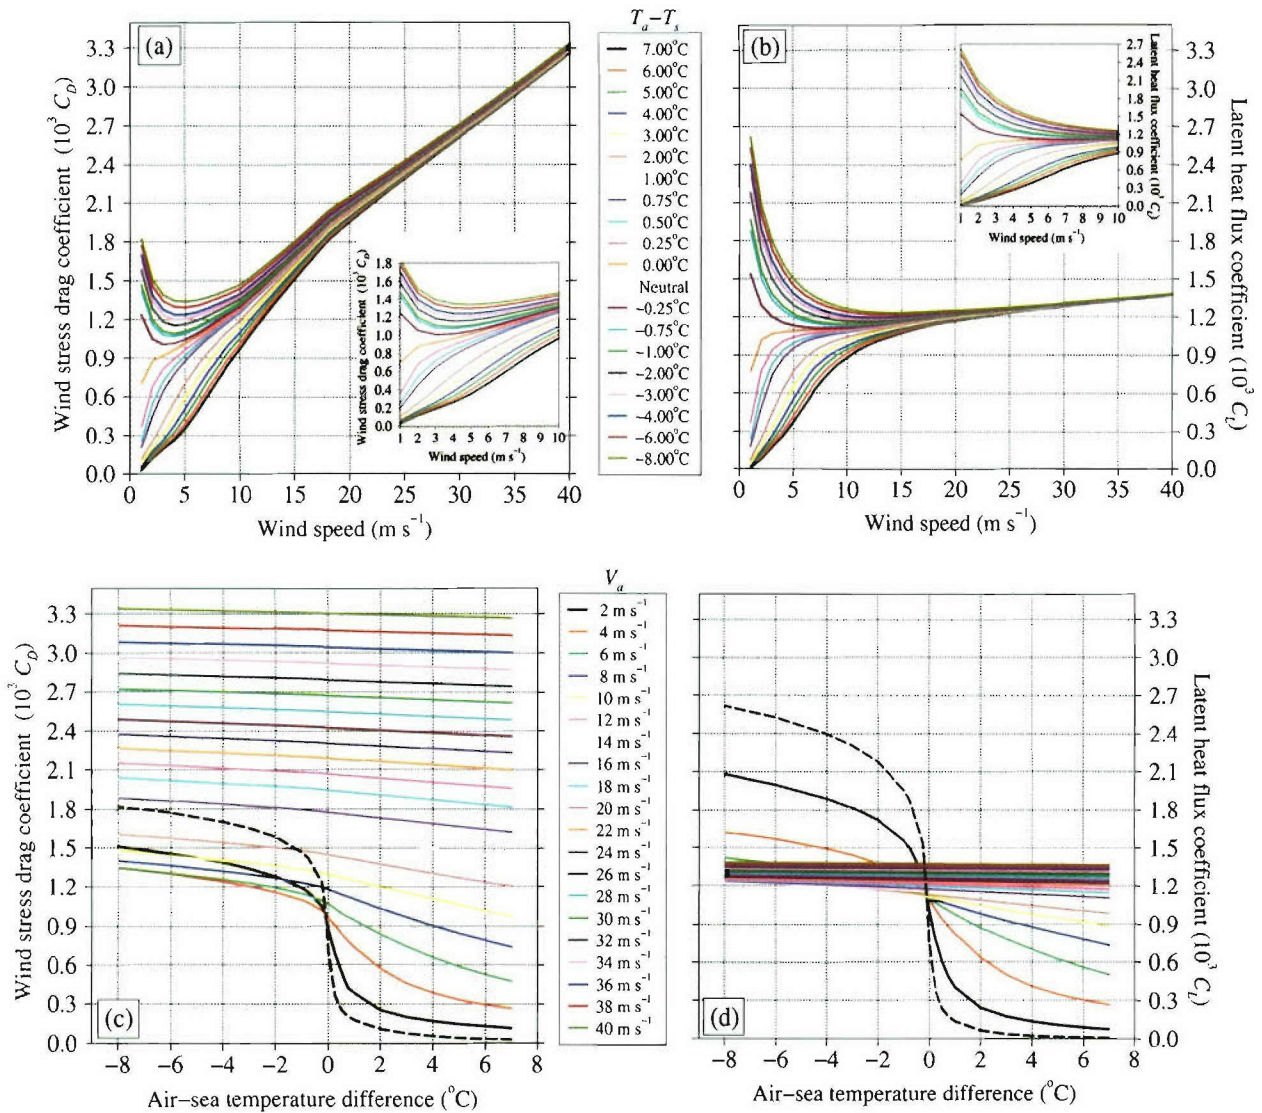 (a)
Wind stress drag coefficient (10³ C_D)
3.3
3.0
2.7
2.4
2.1
1.8
1.5
1.2
0.9
0.6
0.3
0.0
0 5 10 15 20 25 30 35 40
Wind speed (m s⁻¹)
Wind stress drag coefficient (10³ C_D)
1.8
1.6
1.4
1.2
1.0
0.8
0.6
0.4
0.2
0.0
1 2 3 4 5 6 7 8 9 10
Wind speed (m s⁻¹)
T_a−T_s
7.00°C
6.00°C
5.00°C
4.00°C
3.00°C
2.00°C
1.00°C
0.75°C
0.50°C
0.25°C
0.00°C
Neutral
−0.25°C
−0.75°C
−1.00°C
−2.00°C
−3.00°C
−4.00°C
−6.00°C
−8.00°C
(b)
2.7
2.4
2.1
1.8
1.5
1.2
0.9
0.6
0.3
0.0
Latent heat flux coefficient (10³ C_L)
1 2 3 4 5 6 7 8 9 10
Wind speed (m s⁻¹)
3.3
3.0
2.7
2.4
2.1
1.8
1.5
1.2
0.9
0.6
0.3
0.0
Latent heat flux coefficient (10³ C_L)
0 5 10 15 20 25 30 35 40
Wind speed (m s⁻¹)
Wind stress drag coefficient (10³ C_D)
3.3
3.0
2.7
2.4
2.1
1.8
1.5
1.2
0.9
0.6
0.3
0.0
(c)
−8 −6 −4 −2 0 2 4 6 8
Air−sea temperature difference (°C)
V_a
2 m s⁻¹
4 m s⁻¹
6 m s⁻¹
8 m s⁻¹
10 m s⁻¹
12 m s⁻¹
14 m s⁻¹
16 m s⁻¹
18 m s⁻¹
20 m s⁻¹
22 m s⁻¹
24 m s⁻¹
26 m s⁻¹
28 m s⁻¹
30 m s⁻¹
32 m s⁻¹
34 m s⁻¹
36 m s⁻¹
38 m s⁻¹
40 m s⁻¹
(d)
3.3
3.0
2.7
2.4
2.1
1.8
1.5
1.2
0.9
0.6
0.3
0.0
Latent heat flux coefficient (10³ C_L)
−8 −6 −4 −2 0 2 4 6 8
Air−sea temperature difference (°C)